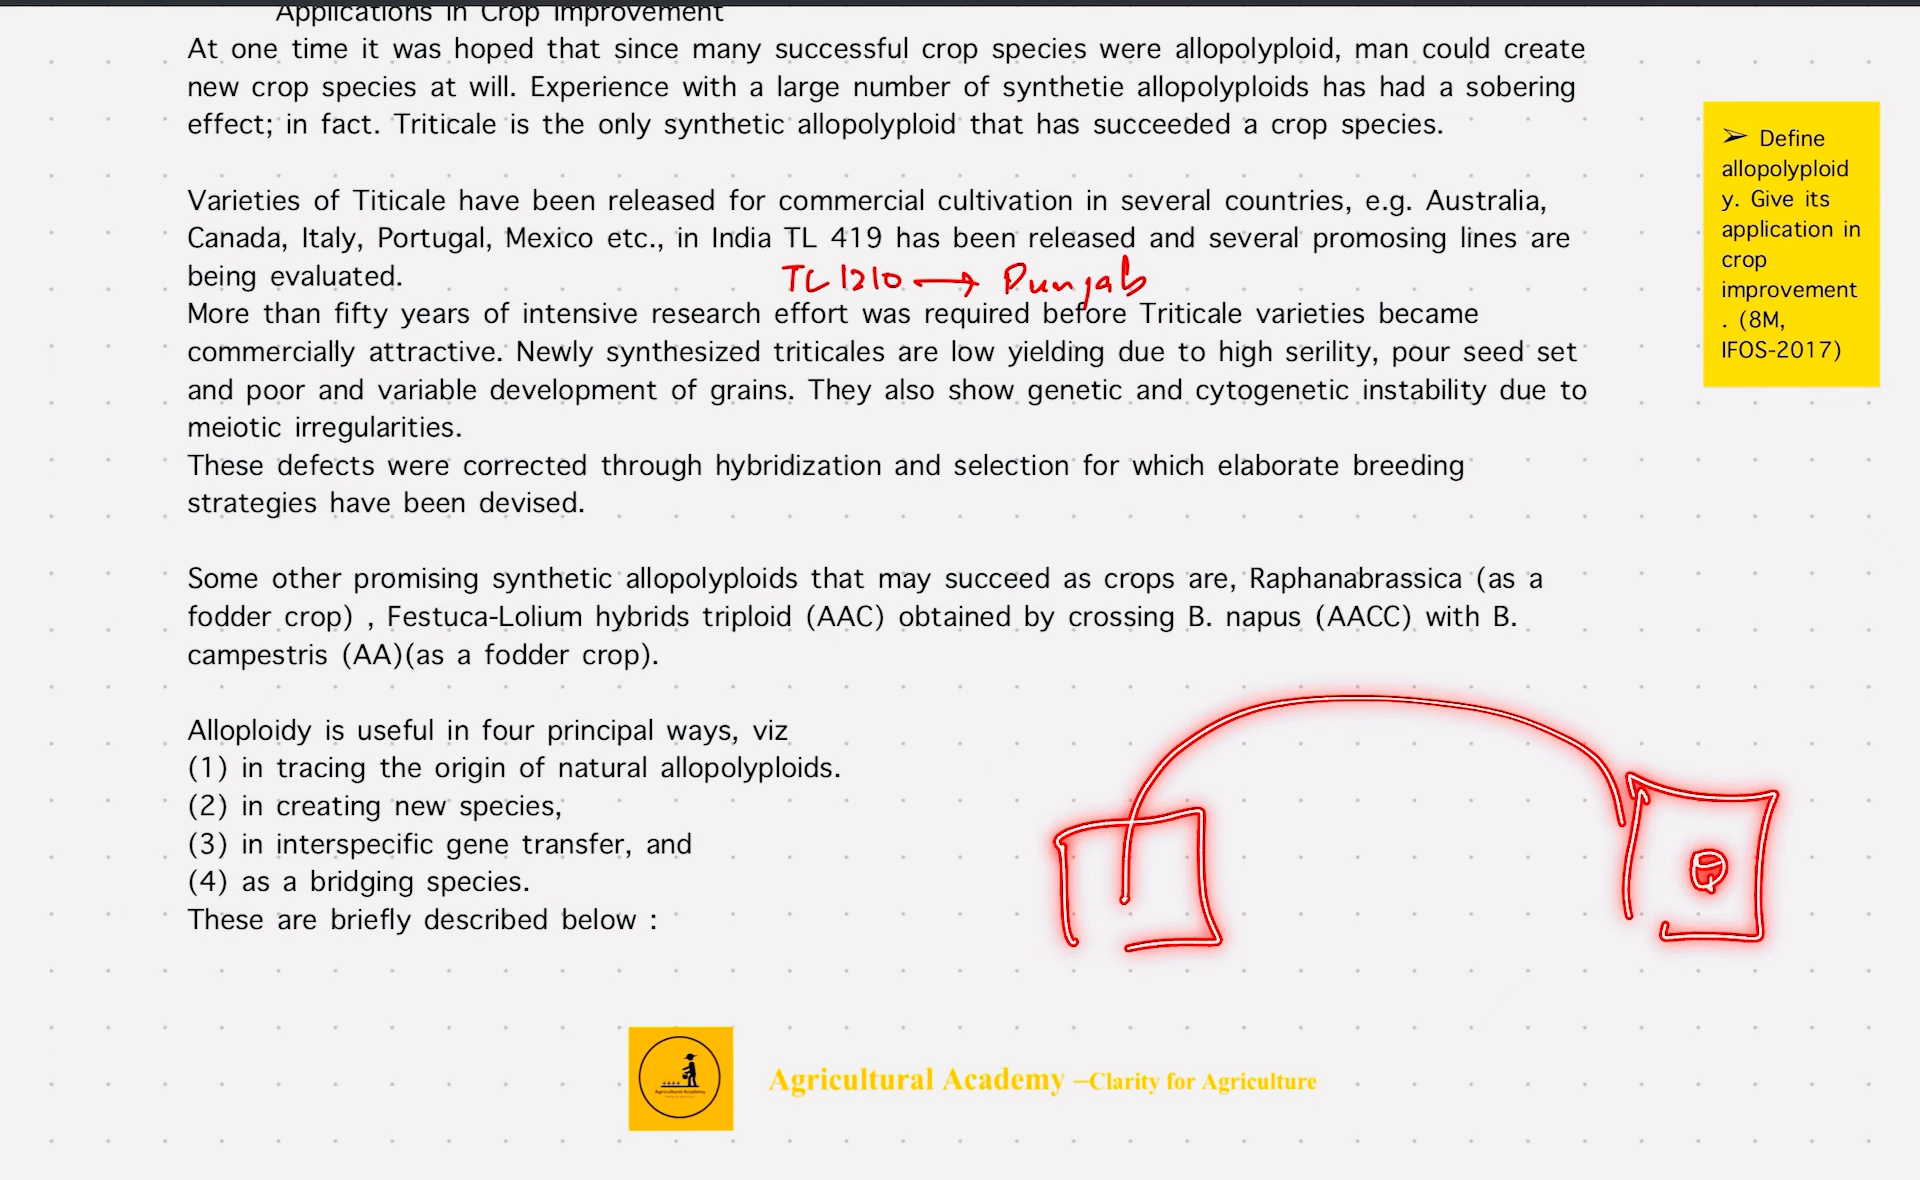 Applications in Crop Improvement
At one time it was hoped that since many successful crop species were allopolyploid, man could create
new crop species at will. Experience with a large number of synthetie allopolyploids has had a sobering
effect; in fact. Triticale is the only synthetic allopolyploid that has succeeded a crop species.
Varieties of Titicale have been released for commercial cultivation in several countries, e.g. Australia,
Canada, Italy, Portugal, Mexico etc., in India TL 419 has been released and several promosing lines are
being evaluated.
TL 1210 → Punjab
More than fifty years of intensive research effort was required before Triticale varieties became
commercially attractive. Newly synthesized triticales are low yielding due to high serility, pour seed set
and poor and variable development of grains. They also show genetic and cytogenetic instability due to
meiotic irregularities.
These defects were corrected through hybridization and selection for which elaborate breeding
strategies have been devised.
Some other promising synthetic allopolyploids that may succeed as crops are, Raphanabrassica (as a
fodder crop) , Festuca-Lolium hybrids triploid (AAC) obtained by crossing B. napus (AACC) with B.
campestris (AA)(as a fodder crop).
Alloploidy is useful in four principal ways, viz
(1) in tracing the origin of natural allopolyploids.
(2) in creating new species,
(3) in interspecific gene transfer, and
(4) as a bridging species.
These are briefly described below :
➢ Define
allopolyploid
y. Give its
application in
crop
improvement
. (8M,
IFOS-2017)
Agricultural Academy
Agricultural Academy –Clarity for Agriculture